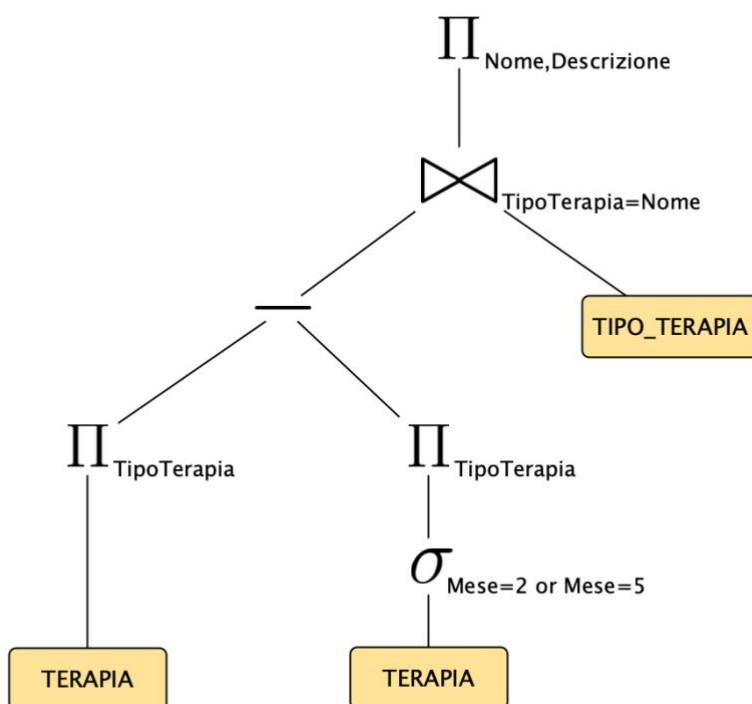 ∏ Nome,Descrizione
⋈ TipoTerapia=Nome
—
TIPO_TERAPIA
∏ TipoTerapia
∏ TipoTerapia
σ Mese=2 or Mese=5
TERAPIA
TERAPIA